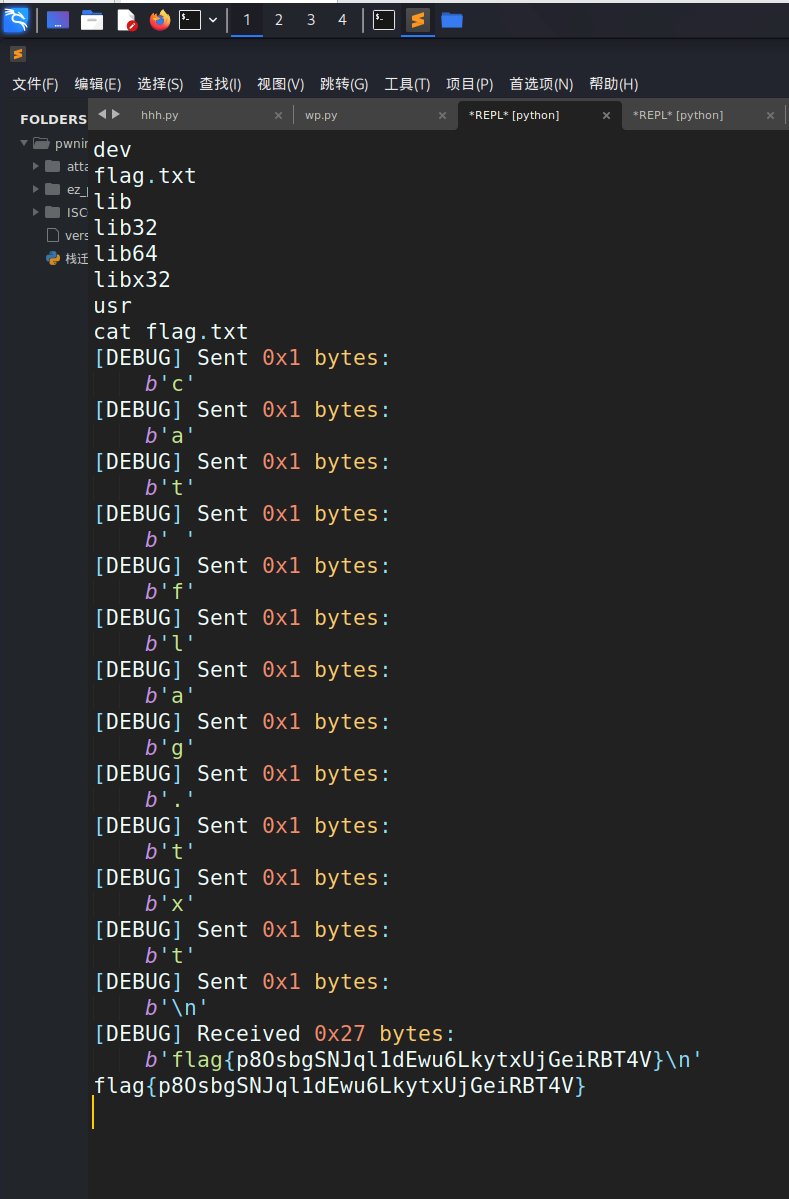 1 2 3 4
文件(F) 编辑(E) 选择(S) 查找(I) 视图(V) 跳转(G) 工具(T) 项目(P) 首选项(N) 帮助(H)
FOLDERS
hhh.py
wp.py
*REPL* [python]
*REPL* [python]
pwnin
atta
ez_p
ISC
vers
栈迁
dev
flag.txt
lib
lib32
lib64
libx32
usr
cat flag.txt
[DEBUG] Sent 0x1 bytes:
b'c'
[DEBUG] Sent 0x1 bytes:
b'a'
[DEBUG] Sent 0x1 bytes:
b't'
[DEBUG] Sent 0x1 bytes:
b' '
[DEBUG] Sent 0x1 bytes:
b'f'
[DEBUG] Sent 0x1 bytes:
b'l'
[DEBUG] Sent 0x1 bytes:
b'a'
[DEBUG] Sent 0x1 bytes:
b'g'
[DEBUG] Sent 0x1 bytes:
b'.'
[DEBUG] Sent 0x1 bytes:
b't'
[DEBUG] Sent 0x1 bytes:
b'x'
[DEBUG] Sent 0x1 bytes:
b't'
[DEBUG] Sent 0x1 bytes:
b'\n'
[DEBUG] Received 0x27 bytes:
b'flag{p8OsbgSNJql1dEwu6LkytxUjGeiRBT4V}\n'
flag{p8OsbgSNJql1dEwu6LkytxUjGeiRBT4V}